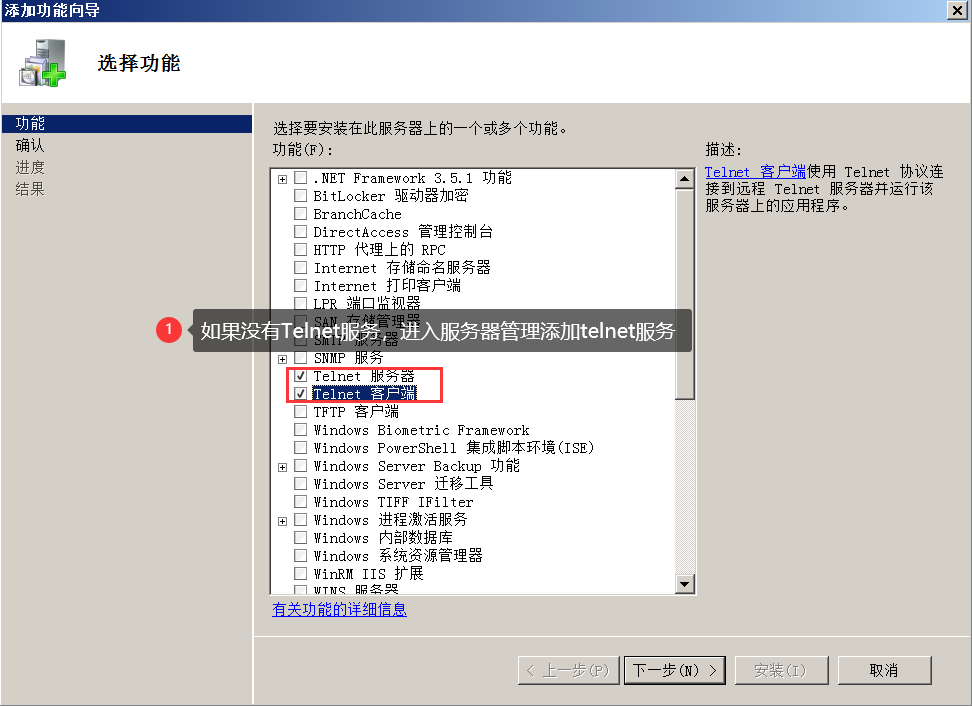 添加功能向导
选择功能
功能
确认
进度
结果
选择要安装在此服务器上的一个或多个功能。
功能(F):
.NET Framework 3.5.1 功能
BitLocker 驱动器加密
BranchCache
DirectAccess 管理控制台
HTTP 代理上的 RPC
Internet 存储命名服务器
Internet 打印客户端
LPR 端口监视器
SAN 存储管理器
SMTP 服务器
1 如果没有Telnet服务，进入服务器管理添加telnet服务
SNMP 服务
Telnet 服务器
Telnet 客户端
TFTP 客户端
Windows Biometric Framework
Windows PowerShell 集成脚本环境(ISE)
Windows Server Backup 功能
Windows Server 迁移工具
Windows TIFF IFilter
Windows 进程激活服务
Windows 内部数据库
Windows 系统资源管理器
WinRM IIS 扩展
WINS 服务器
有关功能的详细信息
描述:
Telnet 客户端使用 Telnet 协议连
接到远程 Telnet 服务器并运行该
服务器上的应用程序。
< 上一步(P)
下一步(N) >
安装(I)
取消